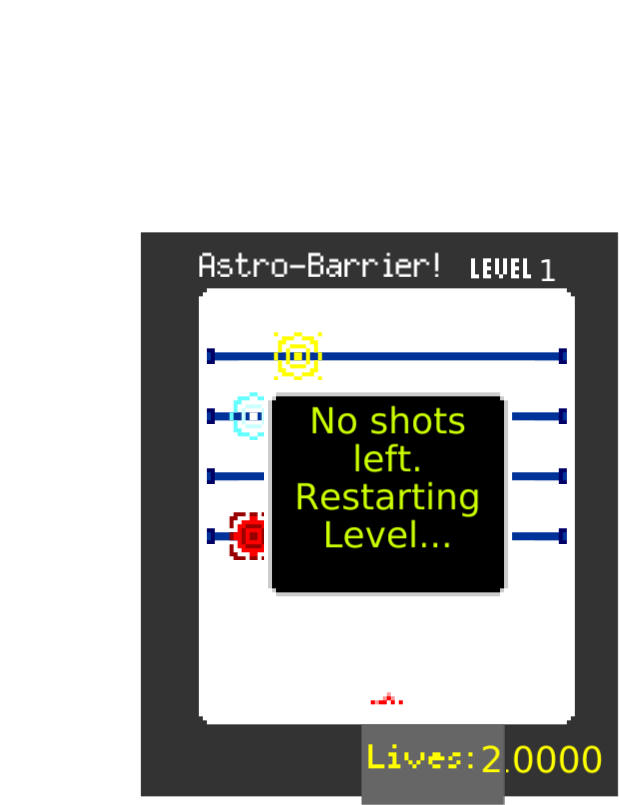 Astro-Barrier! LEVEL 1
No shots
left.
Restarting
Level...
Lives: 2.0000